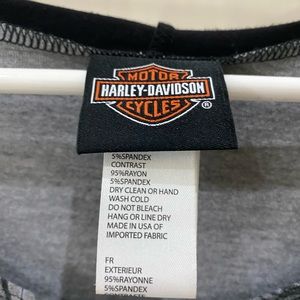 MOTOR
HARLEY-DAVIDSON
CYCLES
®
5%SPANDEX
CONTRAST
95%RAYON
5%SPANDEX
DRY CLEAN OR HAND
WASH COLD
DO NOT BLEACH
HANG OR LINE DRY
MADE IN USA OF
IMPORTED FABRIC
FR
EXTERIEUR
95%RAYONNE
5%SPANDEX